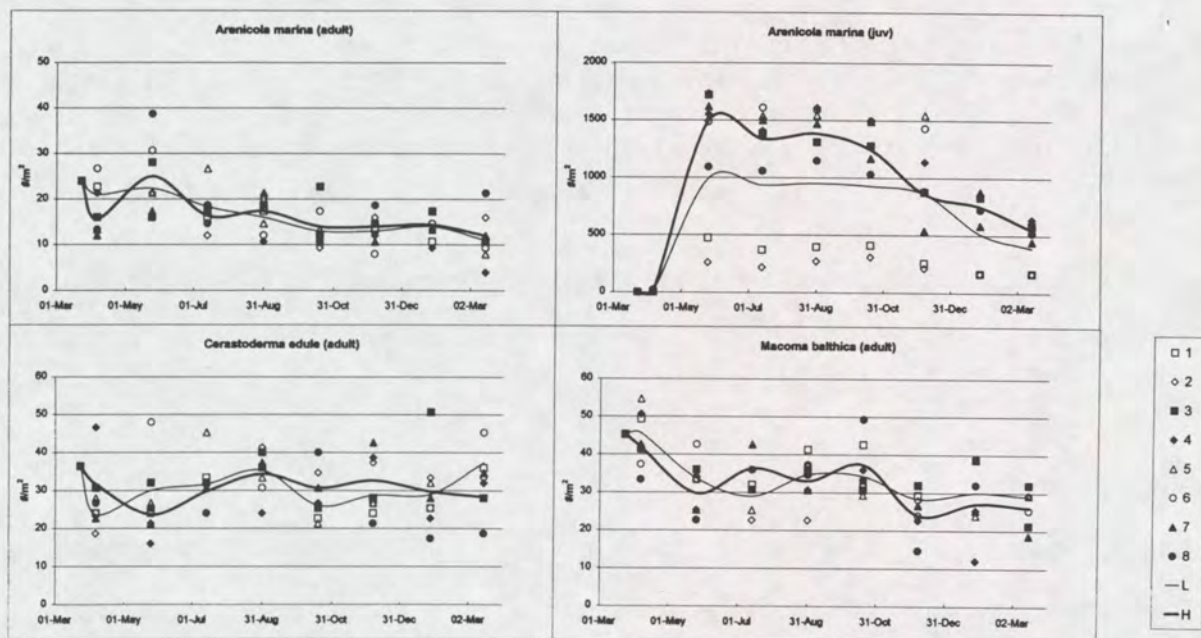 Arenicola marina (adult)
50
40
30
20
10
0
#/m²
01-Mar 01-May 01-Jul 31-Aug 31-Oct 31-Dec 02-Mar
Arenicola marina (juv)
2000
1500
1000
500
0
#/m²
01-Mar 01-May 01-Jul 31-Aug 31-Oct 31-Dec 02-Mar
Cerastoderma edule (adult)
60
50
40
30
20
10
0
#/m²
01-Mar 01-May 01-Jul 31-Aug 31-Oct 31-Dec 02-Mar
Macoma balthica (adult)
60
50
40
30
20
10
0
#/m²
01-Mar 01-May 01-Jul 31-Aug 31-Oct 31-Dec 02-Mar
1
2
3
4
5
6
7
8
L
H